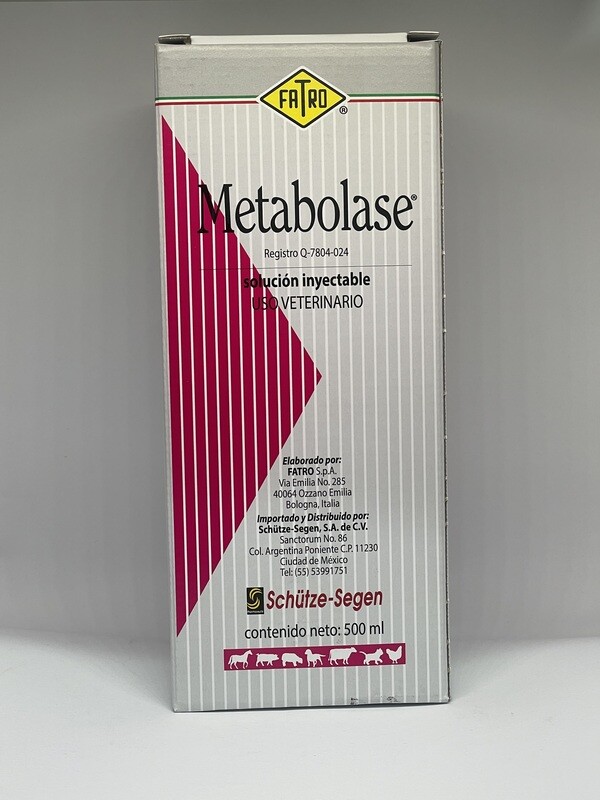 FATRO ®
Metabolase®
Registro Q-7804-024
solución inyectable
USO VETERINARIO
Elaborado por:
FATRO S.p.A.
Via Emilia No. 285
40064 Ozzano Emilia
Bologna, Italia
Importado y Distribuido por:
Schütze-Segen, S.A. de C.V.
Sanctorum No. 86
Col. Argentina Poniente C.P. 11230
Ciudad de México
Tel: (55) 53991751
Schütze-Segen
contenido neto: 500 ml